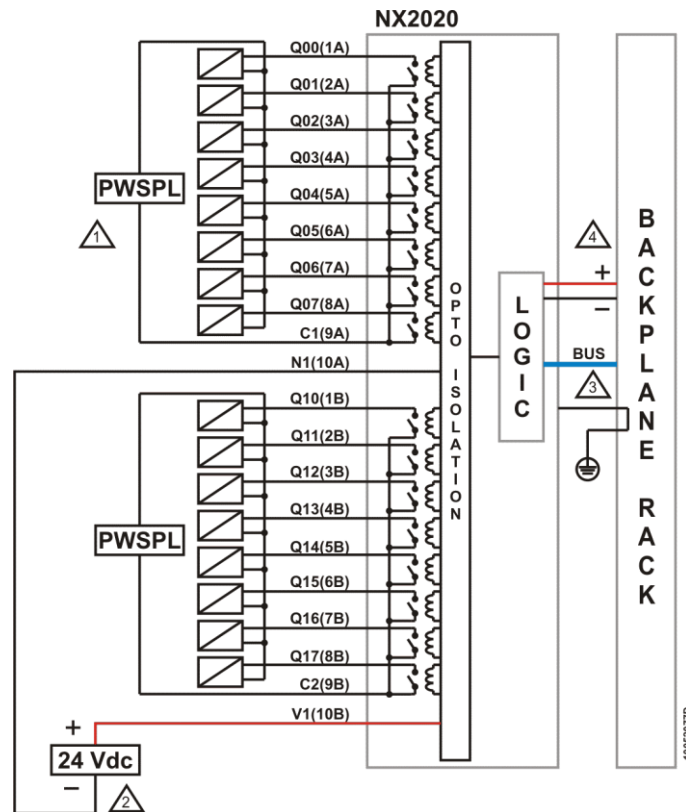 NX2020
Q00(1A)
Q01(2A)
Q02(3A)
Q03(4A)
Q04(5A)
Q05(6A)
Q06(7A)
Q07(8A)
C1(9A)
N1(10A)
PWSPL
1
Q10(1B)
Q11(2B)
Q12(3B)
Q13(4B)
Q14(5B)
Q15(6B)
Q16(7B)
Q17(8B)
C2(9B)
V1(10B)
PWSPL
+
24 Vdc
−
2
OPTO ISOLATION
LOGIC
4
+
−
BUS
3
BACKPLANE RACK